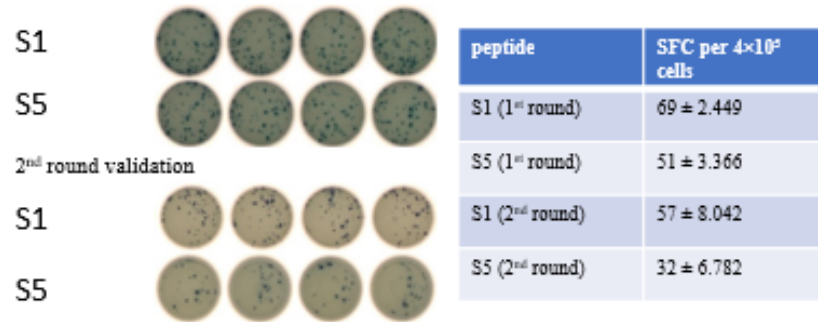 S1
S5
2ⁿᵈ round validation
S1
S5
peptide SFC per 4×10⁵
cells
S1 (1ˢᵗ round) 69 ± 2.449
S5 (1ˢᵗ round) 51 ± 3.366
S1 (2ⁿᵈ round) 57 ± 8.042
S5 (2ⁿᵈ round) 32 ± 6.782